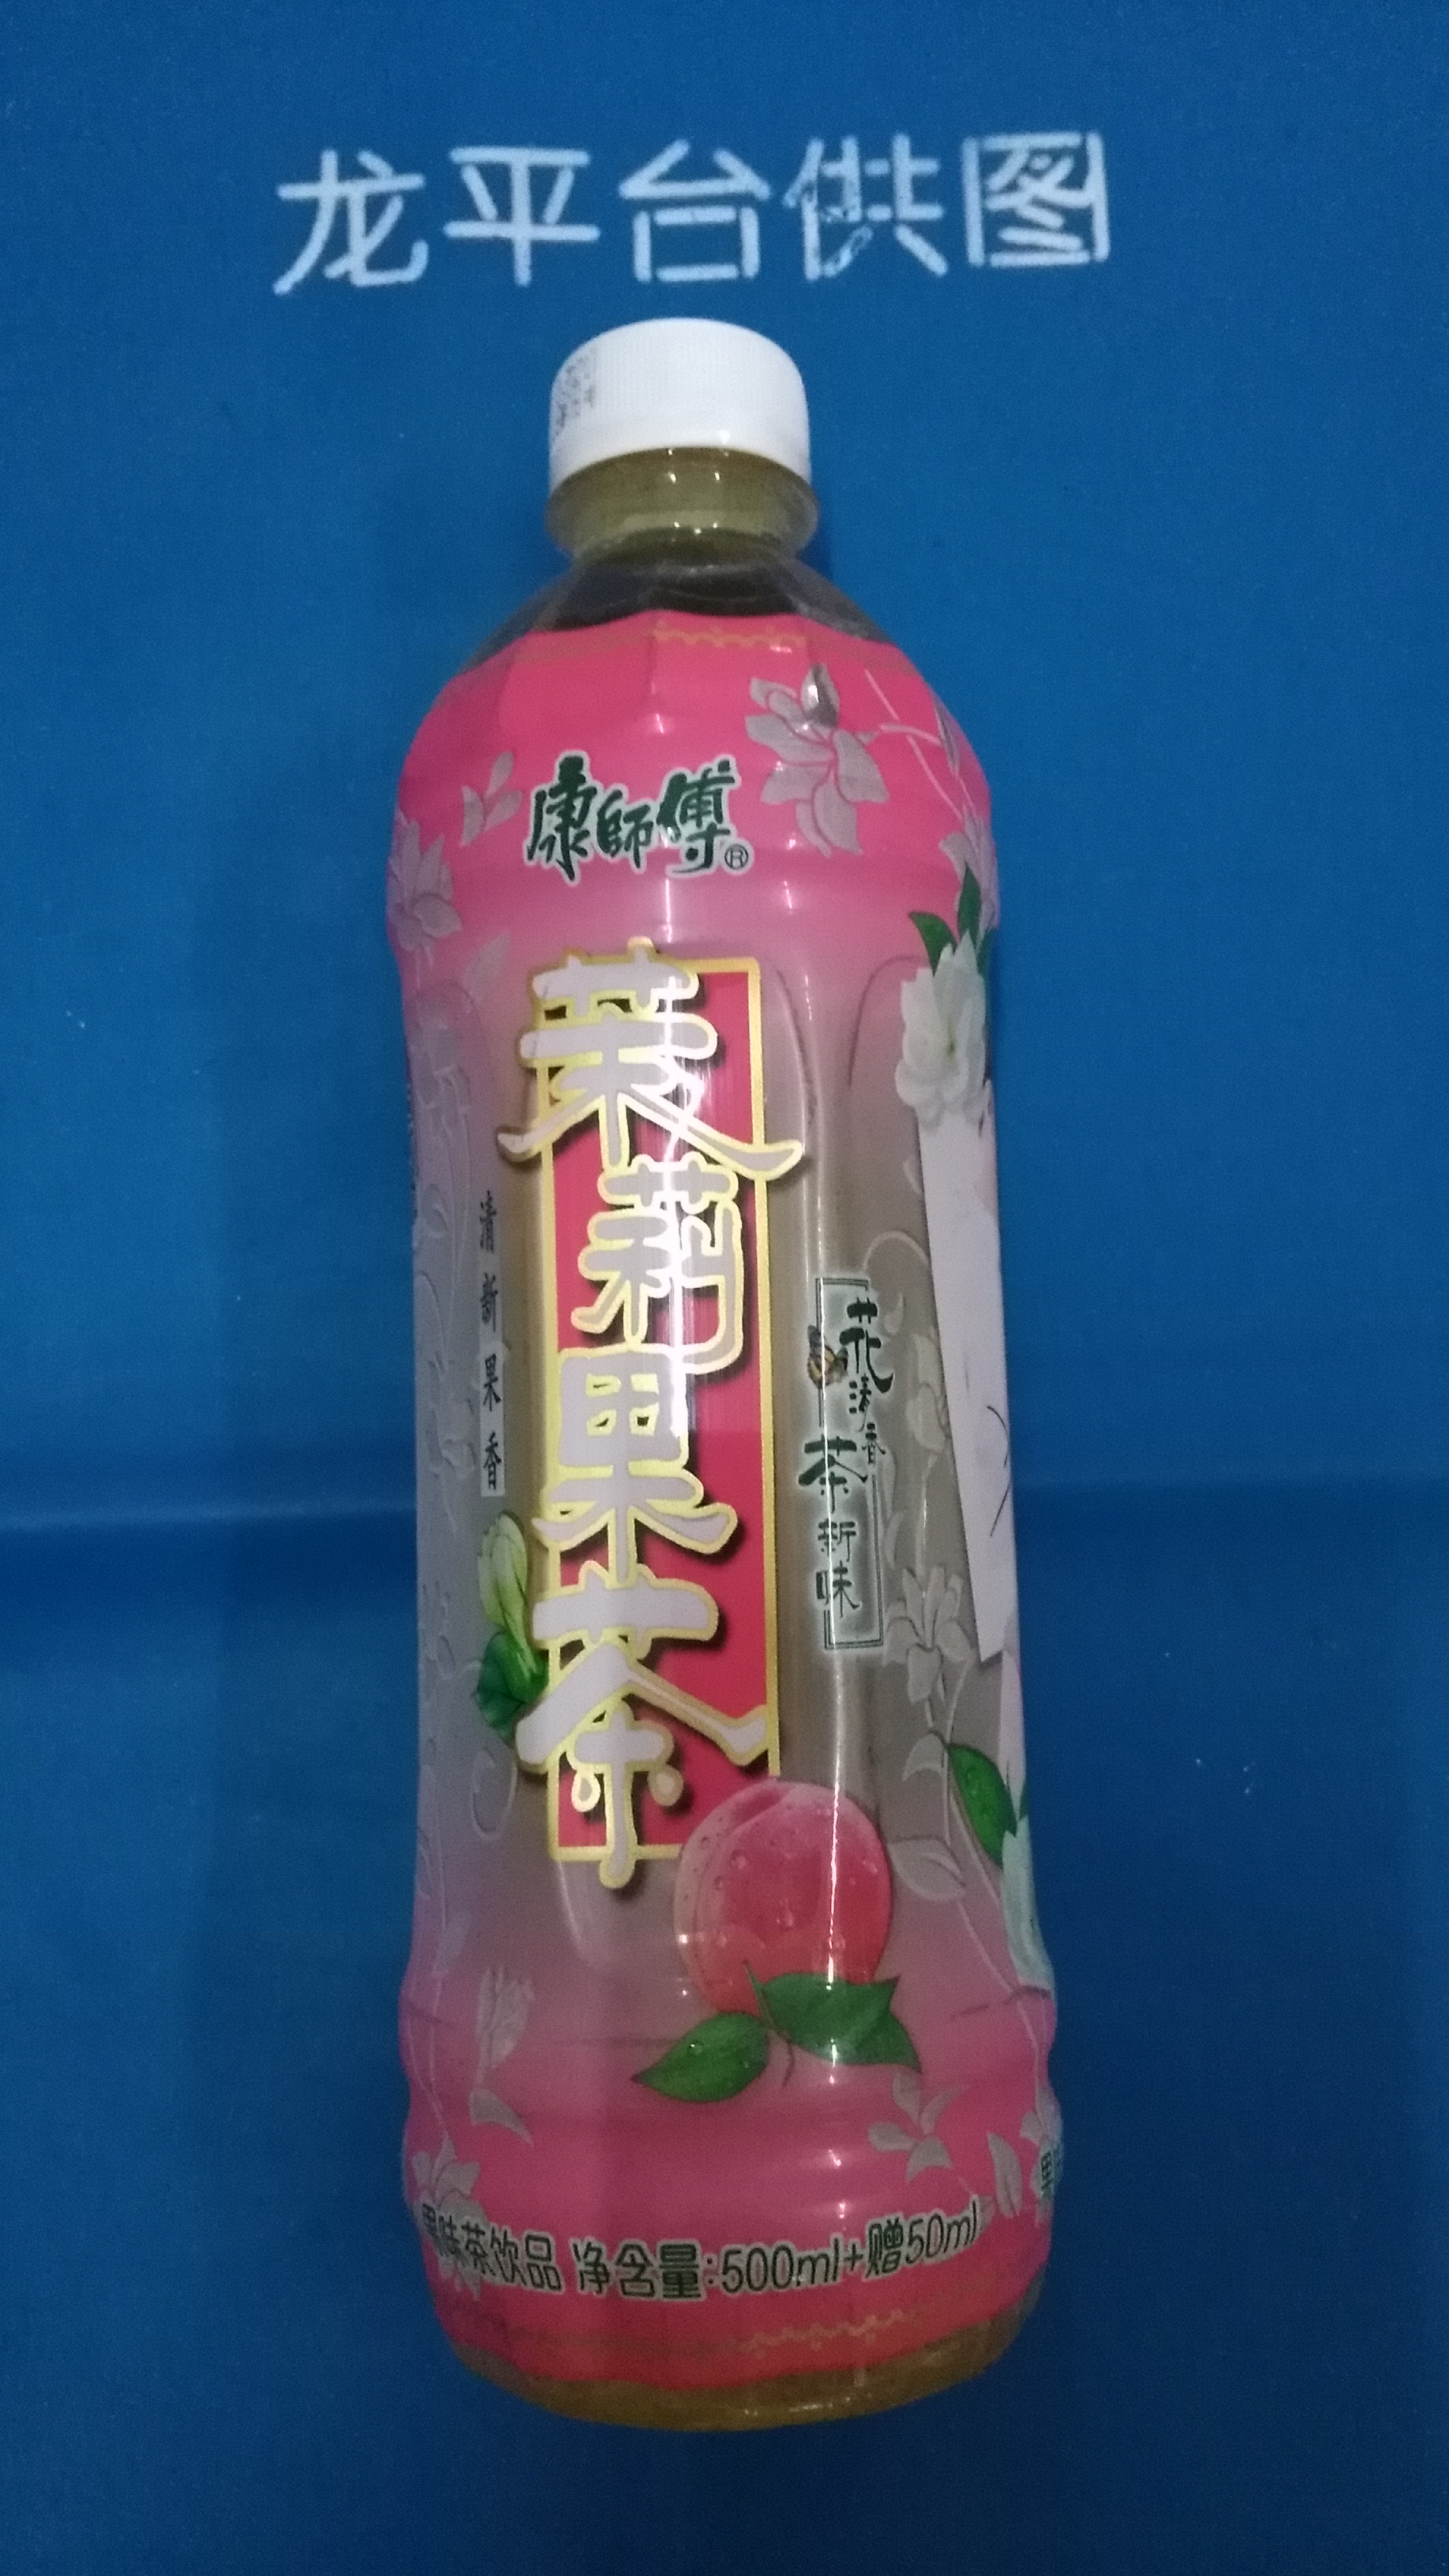 龙平台供图
康師傅®
茉莉果茶
清新果香
花清香
茶新味
果味茶饮品 净含量:500ml+赠50ml